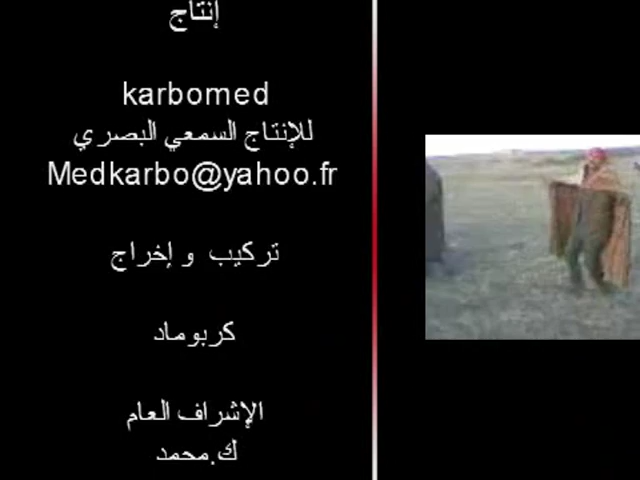 إنتاج
karbomed
للإنتاج السمعي البصري
Medkarbo@yahoo.fr
تركيب و إخراج
كربوماد
الإشراف العام
ك.محمد